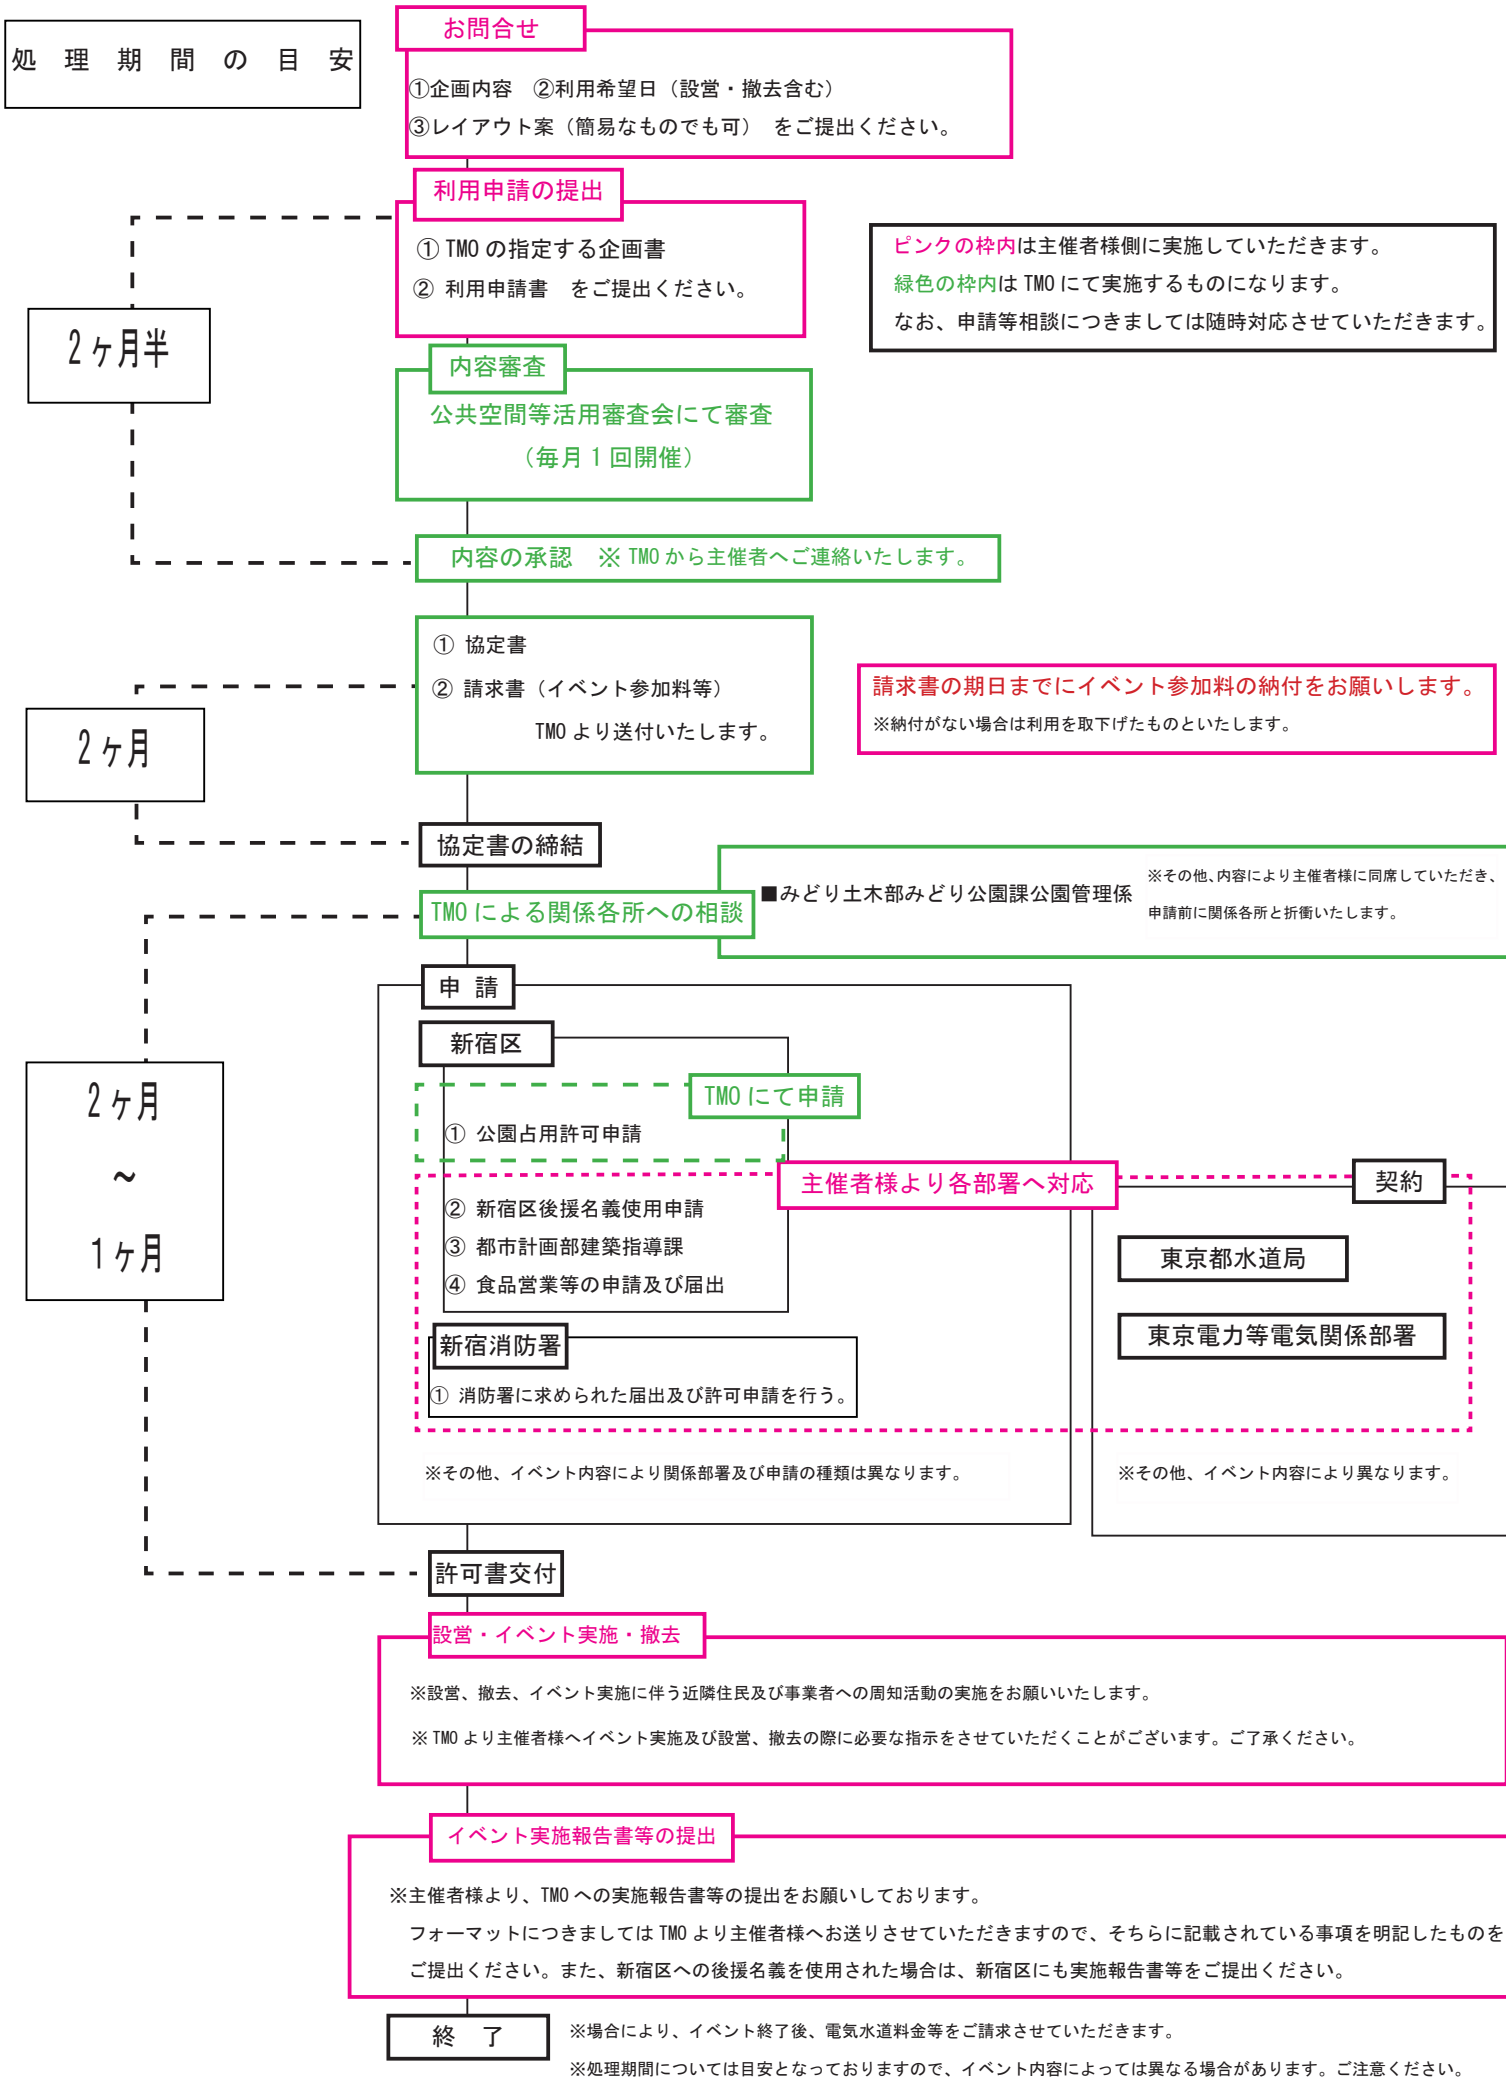 処理期間の目安
お問合せ
①企画内容　②利用希望日（設営・撤去含む）
③レイアウト案（簡易なものでも可）　をご提出ください。
利用申請の提出
① TMO の指定する企画書
② 利用申請書　をご提出ください。
ピンクの枠内は主催者様側に実施していただきます。
緑色の枠内は TMO にて実施するものになります。
なお、申請等相談につきましては随時対応させていただきます。
2ヶ月半
内容審査
公共空間等活用審査会にて審査
（毎月１回開催）
内容の承認　※ TMO から主催者へご連絡いたします。
① 協定書
② 請求書（イベント参加料等）
TMO より送付いたします。
請求書の期日までにイベント参加料の納付をお願いします。
※納付がない場合は利用を取下げたものといたします。
2ヶ月
協定書の締結
TMO による関係各所への相談
■みどり土木部みどり公園課公園管理係
※その他、内容により主催者様に同席していただき、
申請前に関係各所と折衝いたします。
申 請
新宿区
TMO にて申請
① 公園占用許可申請
2ヶ月
～
1ヶ月
主催者様より各部署へ対応
契約
② 新宿区後援名義使用申請
③ 都市計画部建築指導課
④ 食品営業等の申請及び届出
東京都水道局
東京電力等電気関係部署
新宿消防署
① 消防署に求められた届出及び許可申請を行う。
※その他、イベント内容により関係部署及び申請の種類は異なります。
※その他、イベント内容により異なります。
許可書交付
設営・イベント実施・撤去
※設営、撤去、イベント実施に伴う近隣住民及び事業者への周知活動の実施をお願いいたします。
※ TMO より主催者様へイベント実施及び設営、撤去の際に必要な指示をさせていただくことがございます。ご了承ください。
イベント実施報告書等の提出
※主催者様より、TMO への実施報告書等の提出をお願いしております。
フォーマットにつきましては TMO より主催者様へお送りさせていただきますので、そちらに記載されている事項を明記したものを
ご提出ください。また、新宿区への後援名義を使用された場合は、新宿区にも実施報告書等をご提出ください。
終　了
※場合により、イベント終了後、電気水道料金等をご請求させていただきます。
※処理期間については目安となっておりますので、イベント内容によっては異なる場合があります。ご注意ください。